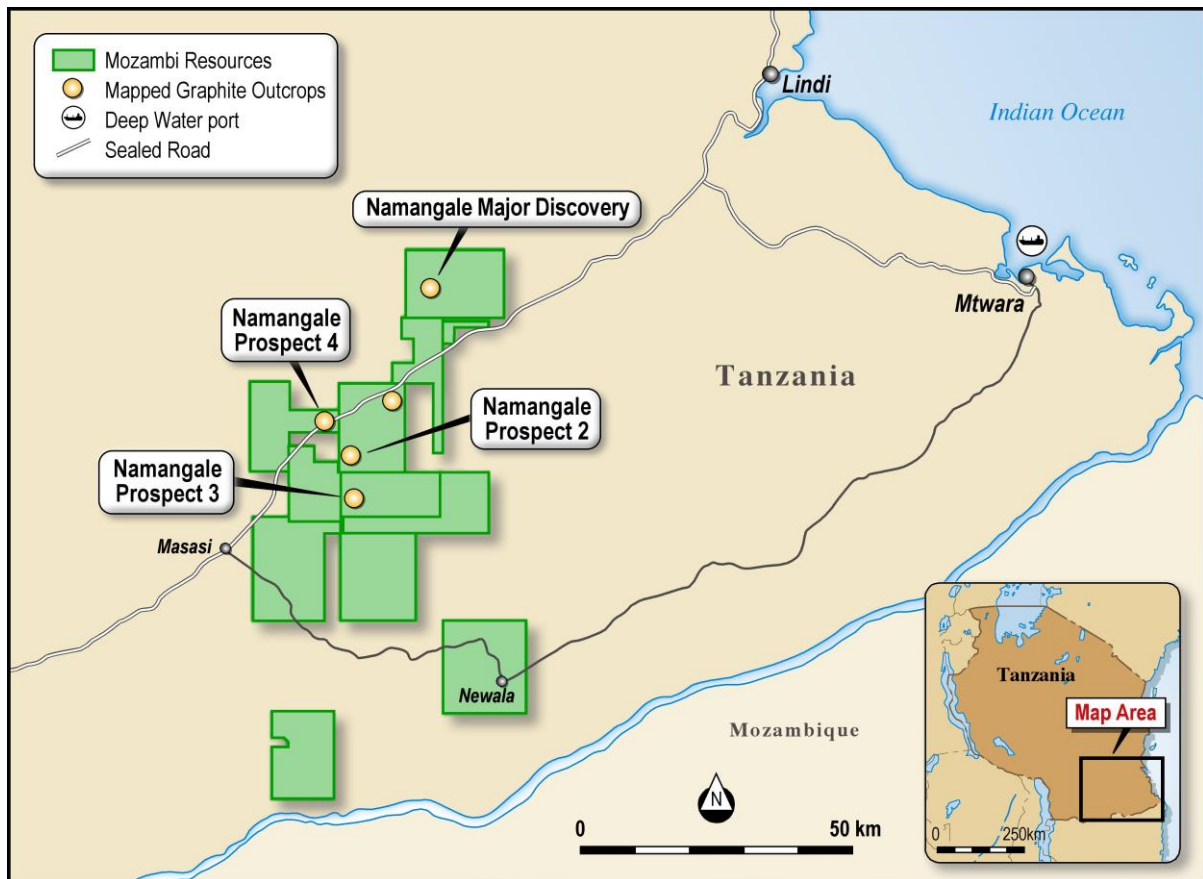 Mozambi Resources
Mapped Graphite Outcrops
Deep Water port
Sealed Road
Lindi
Indian Ocean
Namangale Major Discovery
Mtwara
Namangale
Prospect 4
Tanzania
Namangale
Prospect 2
Namangale
Prospect 3
Masasi
Newala
Mozambique
N
0
50 km
Tanzania
Map Area
0
250km